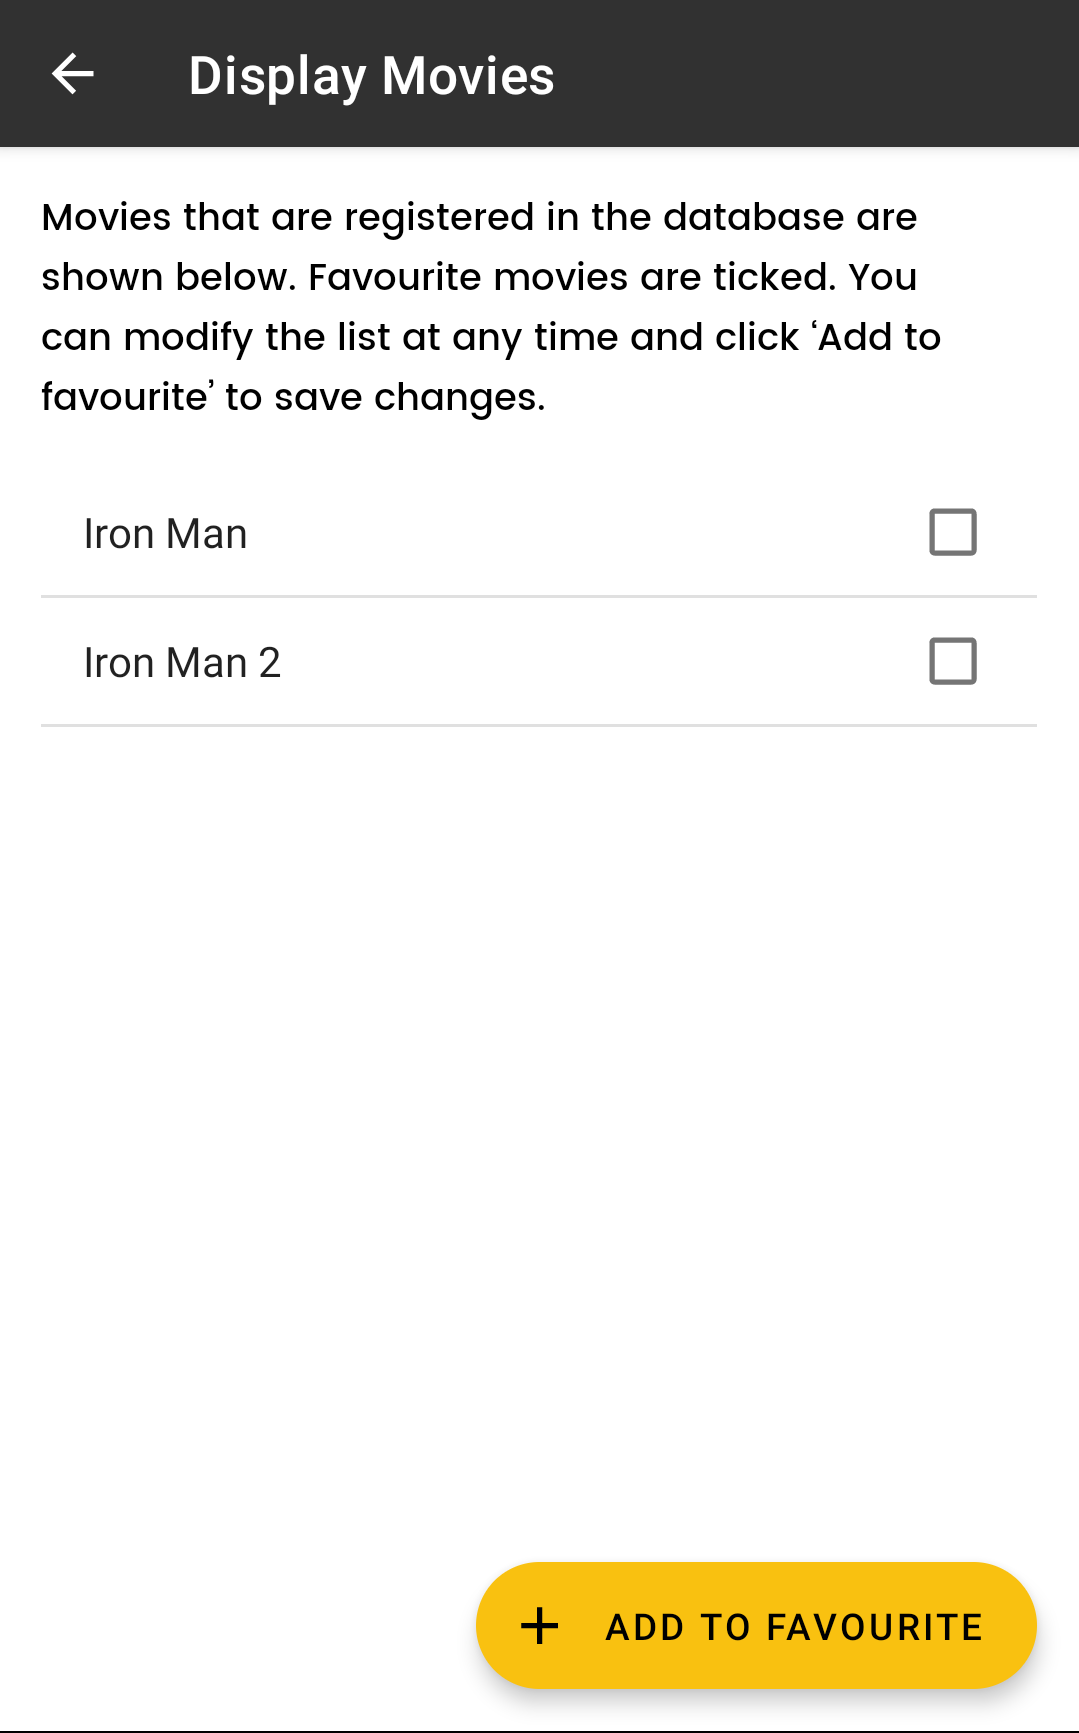 Display Movies
Movies that are registered in the database are
shown below. Favourite movies are ticked. You
can modify the list at any time and click ‘Add to
favourite’ to save changes.
Iron Man
Iron Man 2
ADD TO FAVOURITE